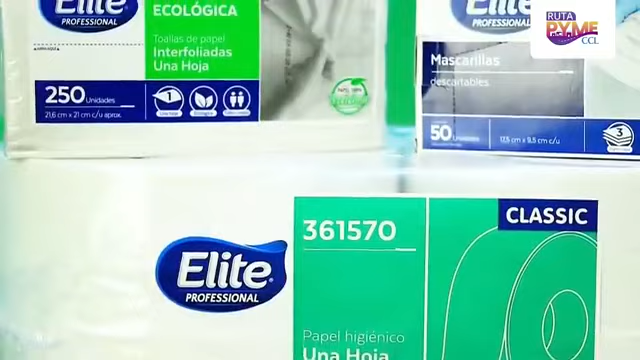 Elite
PROFESSIONAL
ECOLÓGICA
Toallas de papel
Interfoliadas
Una Hoja
250 Unidades
21,6 cm x 21 cm c/u aprox.
Elite
PROFESSIONAL
Mascarillas
descartables
50
17,5 cm x 9,5 cm c/u
3
RUTA
PYME
CCL
361570
CLASSIC
Elite
PROFESSIONAL
Papel higiénico
Una Hoja